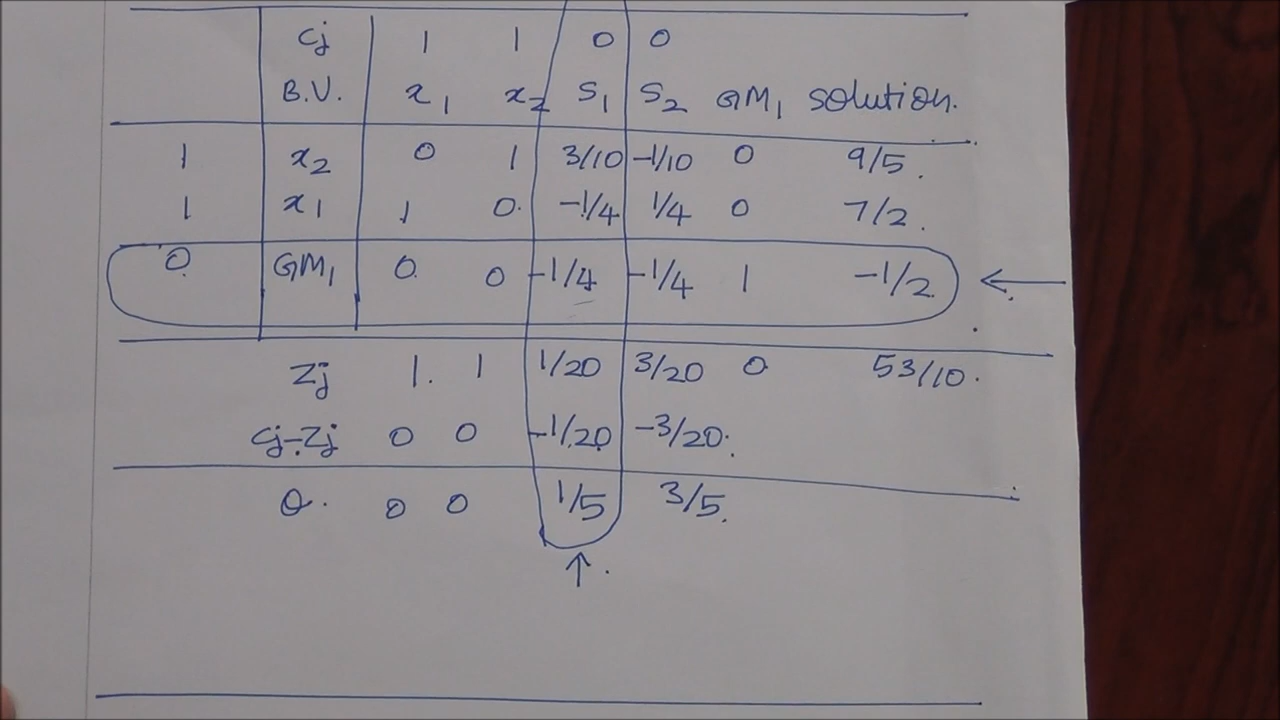 Cj 1 1 0 0
B.V. x1 x2 S1 S2 GM1 solution.
1 x2 0 1 3/10 -1/10 0 9/5.
1 x1 1 0. -1/4 1/4 0 7/2.
0. GM1 0. 0 -1/4 -1/4 1 -1/2. ←
Zj 1. 1 1/20 3/20 0 53/10.
Cj-Zj 0 0 -1/20 -3/20.
θ. 0 0 1/5 3/5.
↑.